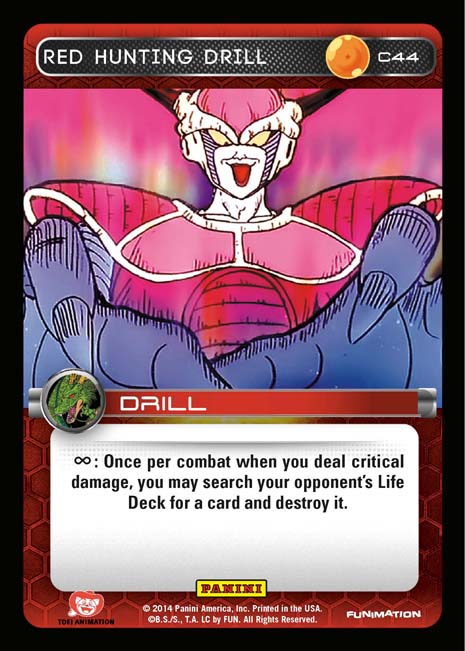 RED HUNTING DRILL C44
DRILL
∞: Once per combat when you deal critical
damage, you may search your opponent's Life
Deck for a card and destroy it.
PANINI
© 2014 Panini America, Inc. Printed in the USA.
TOEI ANIMATION
©B.S./S., T.A. LC by FUN. All Rights Reserved.
FUNIMATION